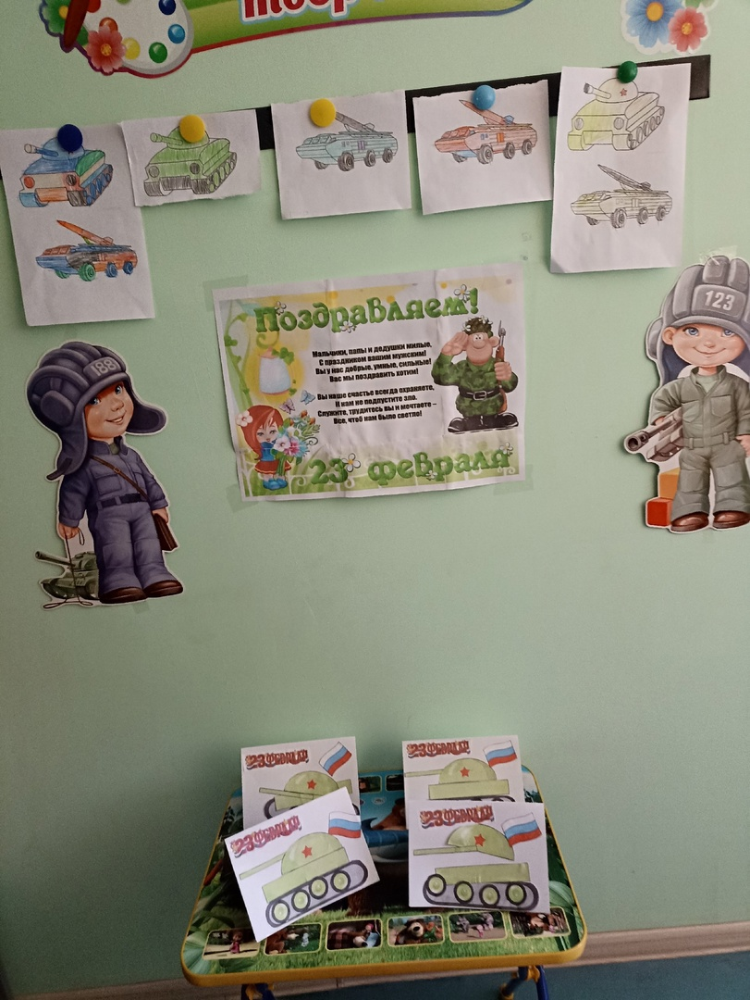 123
188
Поздравляем!
Мальчики, папы и дедушки милые,
С праздником вашим мужским!
Вы у нас добрые, умные, сильные!
Вас мы поздравить хотим!
Вы наше счастье всегда охраняете,
И нам не подпустите зло.
Служите, трудитесь вы и мечтаете –
Все, чтоб нам было светло!
23 февраля
23 ФЕВРАЛЯ!
23 ФЕВРАЛЯ!
23 ФЕВРАЛЯ!
23 ФЕВРАЛЯ!